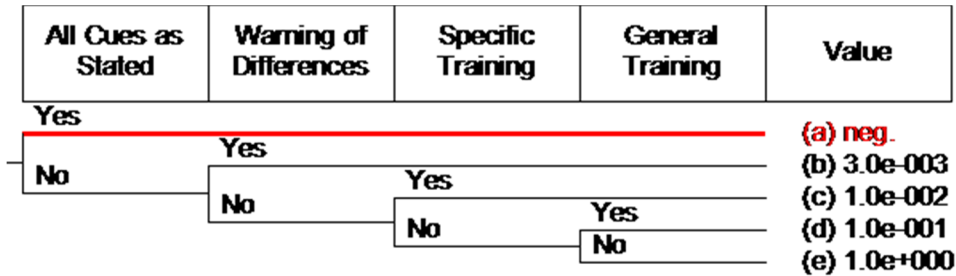 All Cues as Stated
Warning of Differences
Specific Training
General Training
Value
Yes
(a) neg.
Yes
(b) 3.0e-003
No
Yes
(c) 1.0e-002
No
Yes
(d) 1.0e-001
No
No
(e) 1.0e+000